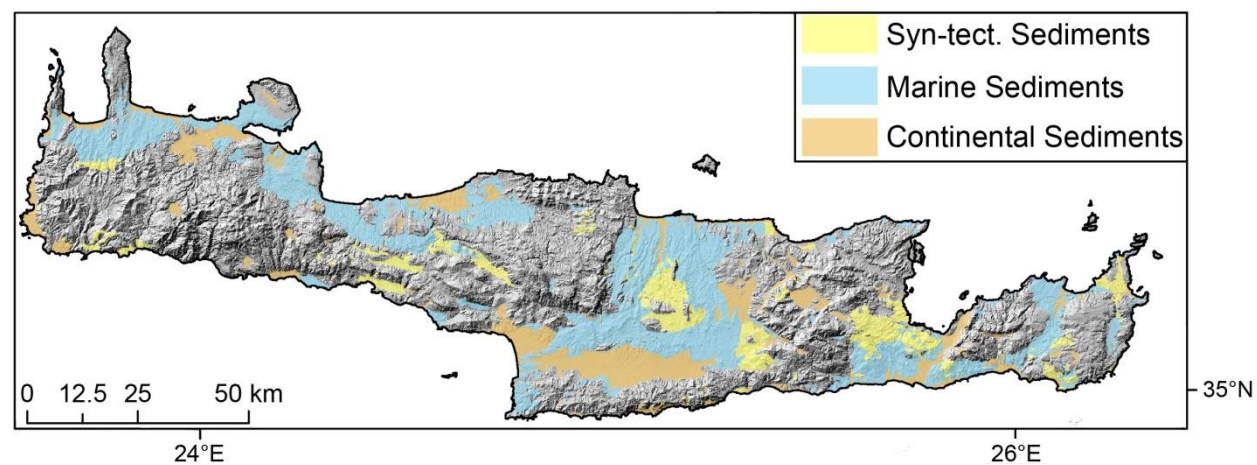 Syn-tect. Sediments
Marine Sediments
Continental Sediments
0 12.5 25 50 km
35°N
24°E 26°E